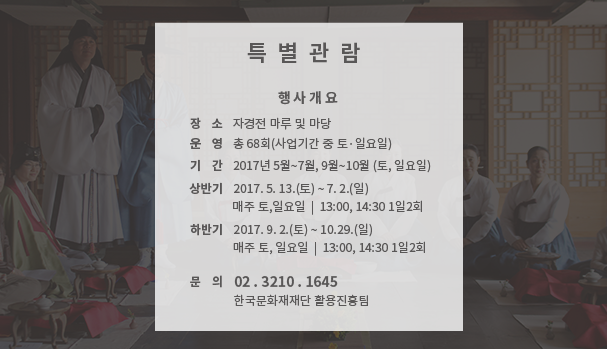 특별관람
행사개요
장 소 자경전 마루 및 마당
운 영 총 68회(사업기간 중 토·일요일)
기 간 2017년 5월~7월, 9월~10월 (토, 일요일)
상반기 2017. 5. 13.(토) ~ 7. 2.(일)
매주 토,일요일 | 13:00, 14:30 1일2회
하반기 2017. 9. 2.(토) ~ 10.29.(일)
매주 토, 일요일 | 13:00, 14:30 1일2회
문 의 02 . 3210 . 1645
한국문화재재단 활용진흥팀